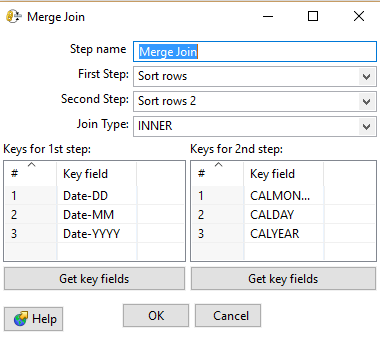 Merge Join
Step name Merge Join
First Step: Sort rows
Second Step: Sort rows 2
Join Type: INNER
Keys for 1st step: Keys for 2nd step:
# Key field # Key field
1 Date-DD 1 CALMON...
2 Date-MM 2 CALDAY
3 Date-YYYY 3 CALYEAR
Get key fields Get key fields
Help OK Cancel